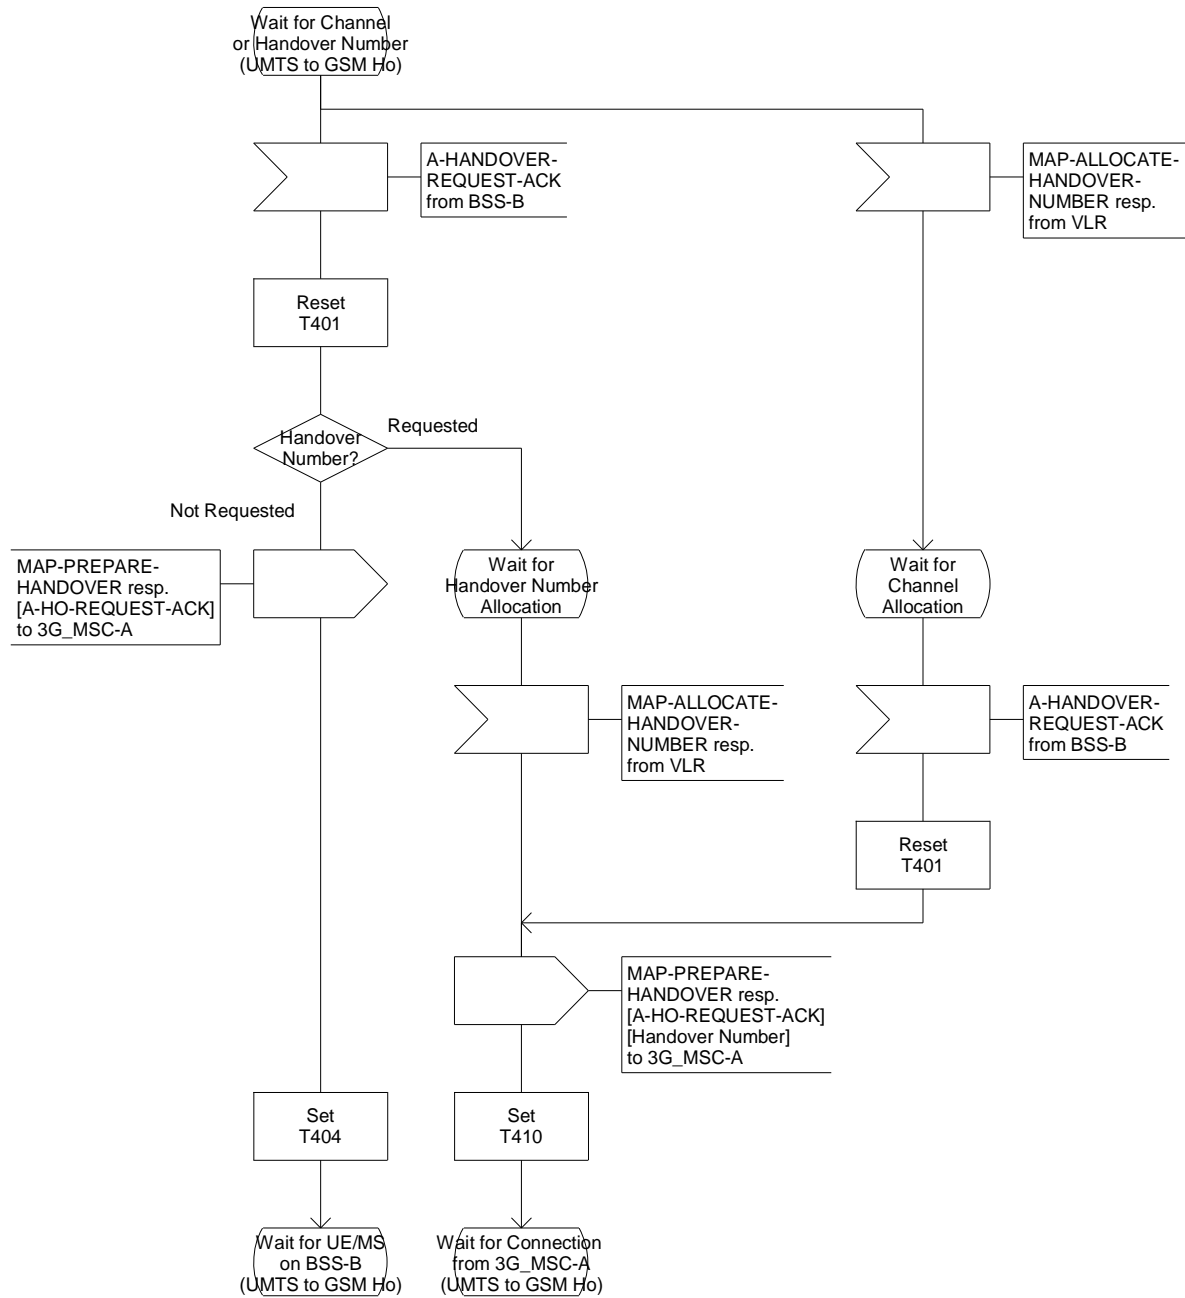 Wait for Channel
or Handover Number
(UMTS to GSM Ho)
A-HANDOVER-
REQUEST-ACK
from BSS-B
MAP-ALLOCATE-
HANDOVER-
NUMBER resp.
from VLR
Reset
T401
Handover
Number?
Requested
Not Requested
MAP-PREPARE-
HANDOVER resp.
[A-HO-REQUEST-ACK]
to 3G_MSC-A
Wait for
Handover Number
Allocation
Wait for
Channel
Allocation
MAP-ALLOCATE-
HANDOVER-
NUMBER resp.
from VLR
A-HANDOVER-
REQUEST-ACK
from BSS-B
Reset
T401
MAP-PREPARE-
HANDOVER resp.
[A-HO-REQUEST-ACK]
[Handover Number]
to 3G_MSC-A
Set
T404
Set
T410
Wait for UE/MS
on BSS-B
(UMTS to GSM Ho)
Wait for Connection
from 3G_MSC-A
(UMTS to GSM Ho)